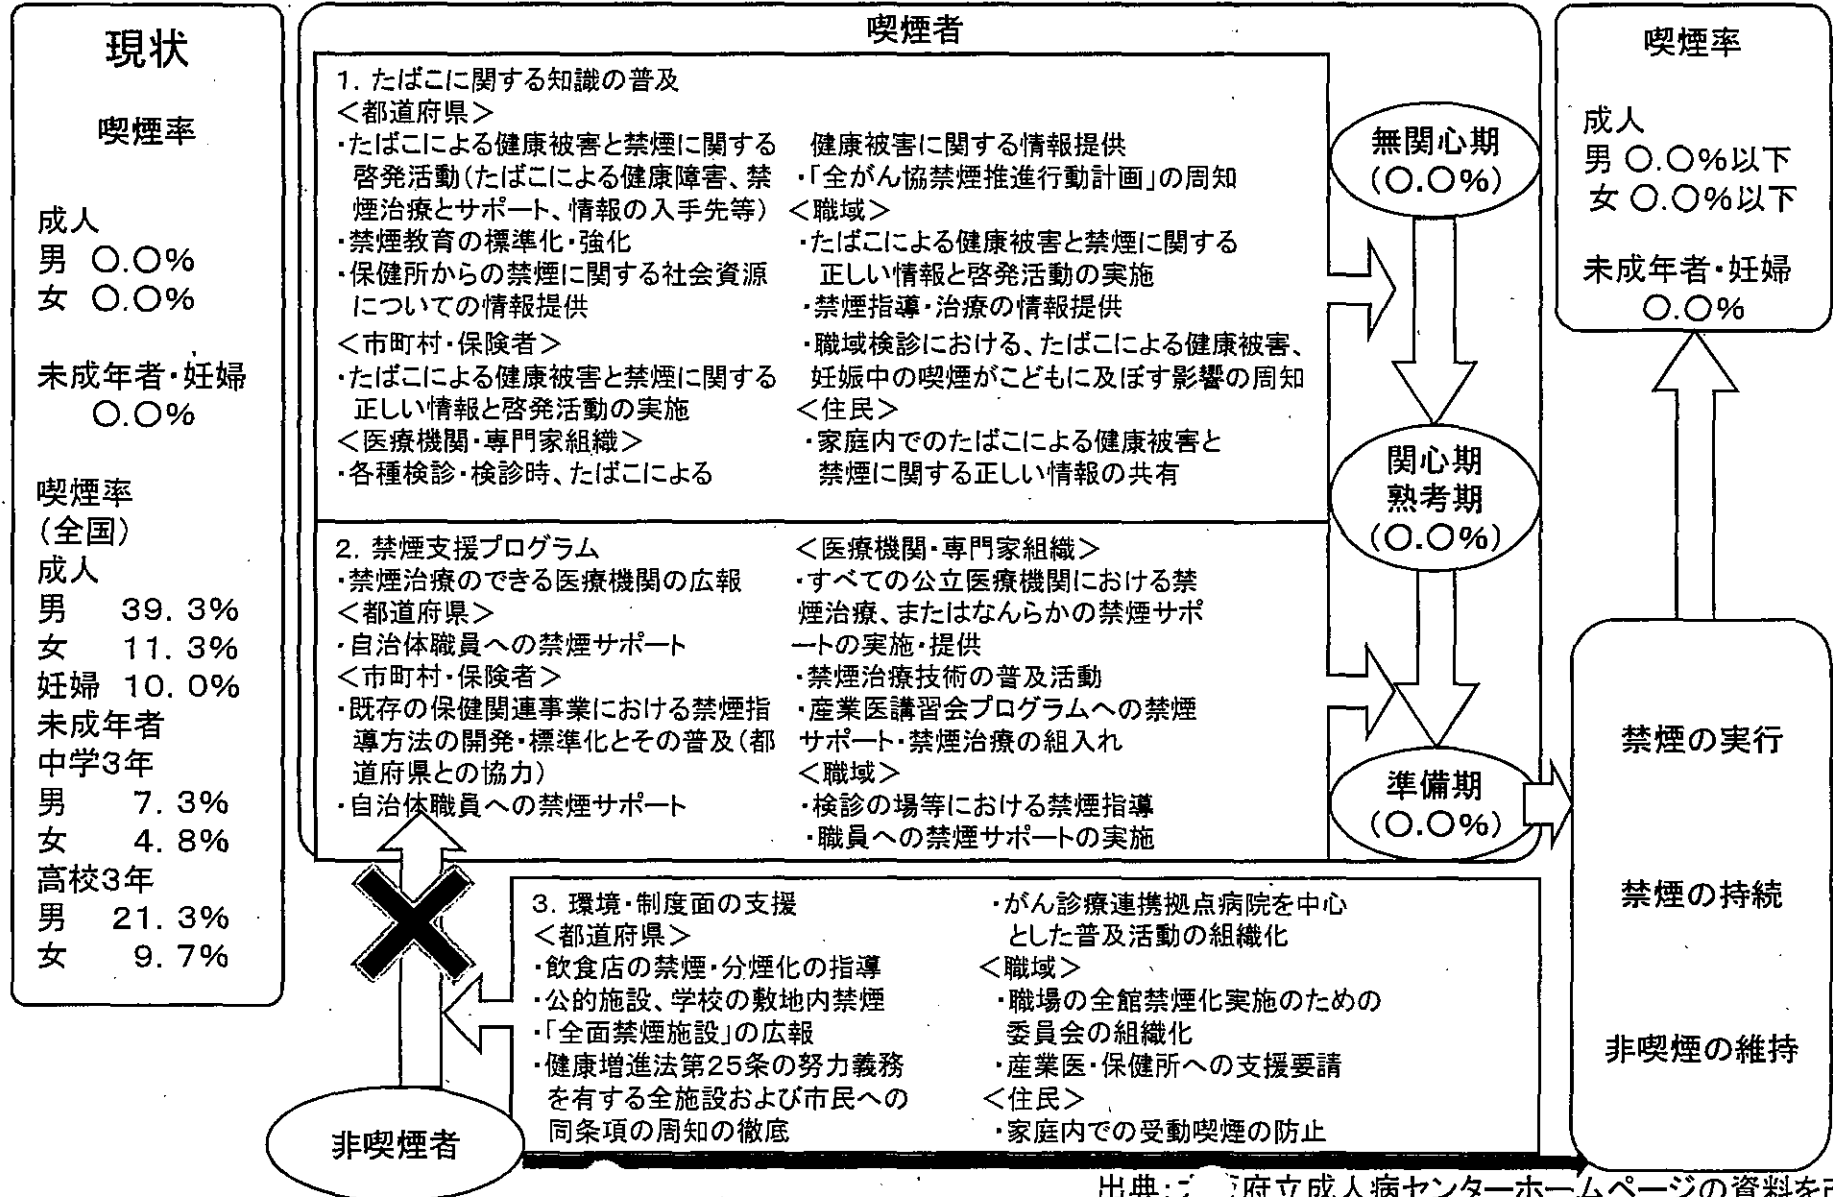 現状
喫煙率
成人
男 ○.○%
女 ○.○%
未成年者・妊婦
○.○%
喫煙率
(全国)
成人
男 39.3%
女 11.3%
妊婦 10.0%
未成年者
中学3年
男 7.3%
女 4.8%
高校3年
男 21.3%
女 9.7%
喫煙者
1. たばこに関する知識の普及
<都道府県>
・たばこによる健康被害と禁煙に関する
啓発活動(たばこによる健康障害、禁
煙治療とサポート、情報の入手先等)
・禁煙教育の標準化・強化
・保健所からの禁煙に関する社会資源
についての情報提供
<市町村・保険者>
・たばこによる健康被害と禁煙に関する
正しい情報と啓発活動の実施
<医療機関・専門家組織>
・各種検診・検診時、たばこによる
健康被害に関する情報提供
・「全がん協禁煙推進行動計画」の周知
<職域>
・たばこによる健康被害と禁煙に関する
正しい情報と啓発活動の実施
・禁煙指導・治療の情報提供
・職域検診における、たばこによる健康被害、
妊娠中の喫煙がこどもに及ぼす影響の周知
<住民>
・家庭内でのたばこによる健康被害と
禁煙に関する正しい情報の共有
2. 禁煙支援プログラム
・禁煙治療のできる医療機関の広報
<都道府県>
・自治体職員への禁煙サポート
<市町村・保険者>
・既存の保健関連事業における禁煙指
導方法の開発・標準化とその普及(都
道府県との協力)
・自治体職員への禁煙サポート
<医療機関・専門家組織>
・すべての公立医療機関における禁
煙治療、またはなんらかの禁煙サポ
ートの実施・提供
・禁煙治療技術の普及活動
・産業医講習会プログラムへの禁煙
サポート・禁煙治療の組入れ
<職域>
・検診の場等における禁煙指導
・職員への禁煙サポートの実施
無関心期
(○.○%)
関心期
熟考期
(○.○%)
準備期
(○.○%)
3. 環境・制度面の支援
<都道府県>
・飲食店の禁煙・分煙化の指導
・公的施設、学校の敷地内禁煙
・「全面禁煙施設」の広報
・健康増進法第25条の努力義務
を有する全施設および市民への
同条項の周知の徹底
・がん診療連携拠点病院を中心
とした普及活動の組織化
<職域>
・職場の全館禁煙化実施のための
委員会の組織化
・産業医・保健所への支援要請
<住民>
・家庭内での受動喫煙の防止
非喫煙者
喫煙率
成人
男 ○.○%以下
女 ○.○%以下
未成年者・妊婦
○.○%
禁煙の実行
禁煙の持続
非喫煙の維持
出典:府立成人病センターホームページの資料を